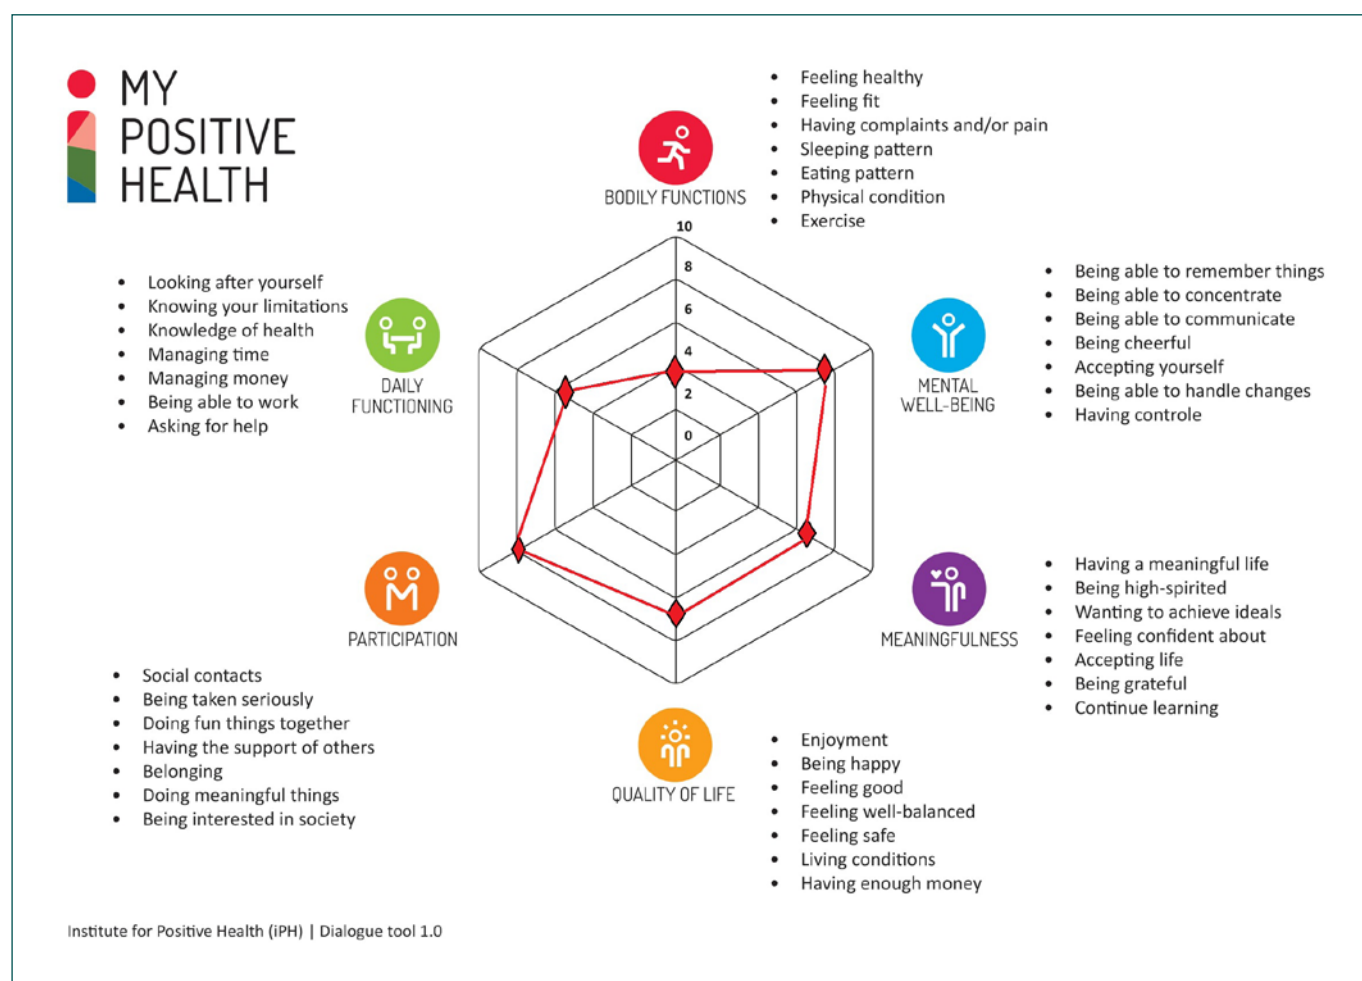 MY
POSITIVE
HEALTH
BODILY FUNCTIONS
• Feeling healthy
• Feeling fit
• Having complaints and/or pain
• Sleeping pattern
• Eating pattern
• Physical condition
• Exercise
10
8
6
4
2
0
MENTAL
WELL-BEING
• Being able to remember things
• Being able to concentrate
• Being able to communicate
• Being cheerful
• Accepting yourself
• Being able to handle changes
• Having controle
MEANINGFULNESS
• Having a meaningful life
• Being high-spirited
• Wanting to achieve ideals
• Feeling confident about
• Accepting life
• Being grateful
• Continue learning
QUALITY OF LIFE
• Enjoyment
• Being happy
• Feeling good
• Feeling well-balanced
• Feeling safe
• Living conditions
• Having enough money
PARTICIPATION
• Social contacts
• Being taken seriously
• Doing fun things together
• Having the support of others
• Belonging
• Doing meaningful things
• Being interested in society
DAILY
FUNCTIONING
• Looking after yourself
• Knowing your limitations
• Knowledge of health
• Managing time
• Managing money
• Being able to work
• Asking for help
Institute for Positive Health (iPH) | Dialogue tool 1.0